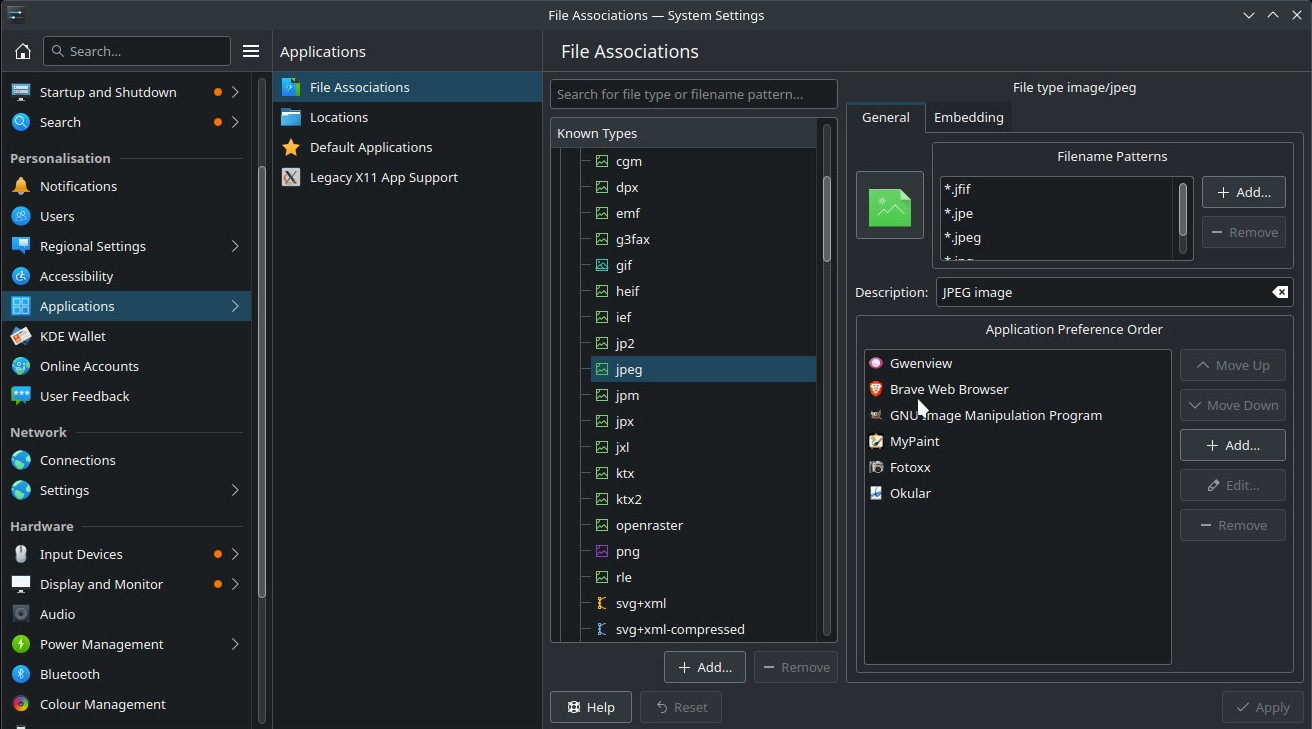 File Associations — System Settings
Search...
Applications
File Associations
Startup and Shutdown
Search
Personalisation
Notifications
Users
Regional Settings
Accessibility
Applications
KDE Wallet
Online Accounts
User Feedback
Network
Connections
Settings
Hardware
Input Devices
Display and Monitor
Audio
Power Management
Bluetooth
Colour Management
File Associations
Locations
Default Applications
Legacy X11 App Support
Search for file type or filename pattern...
Known Types
cgm
dpx
emf
g3fax
gif
heif
ief
jp2
jpeg
jpm
jpx
jxl
ktx
ktx2
openraster
png
rle
svg+xml
svg+xml-compressed
Add...
Remove
Help
Reset
File type image/jpeg
General
Embedding
Filename Patterns
*.jfif
*.jpe
*.jpeg
Add...
Remove
Description:
JPEG image
Application Preference Order
Gwenview
Brave Web Browser
GNU Image Manipulation Program
MyPaint
Fotoxx
Okular
Move Up
Move Down
Add...
Edit...
Remove
Apply